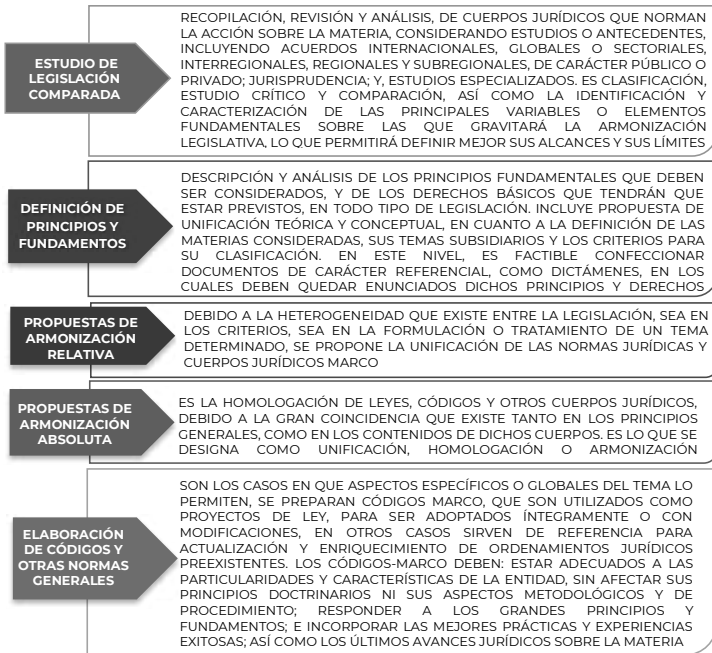 ESTUDIO DE
LEGISLACIÓN
COMPARADA
RECOPILACIÓN, REVISIÓN Y ANÁLISIS, DE CUERPOS JURÍDICOS QUE NORMAN
LA ACCIÓN SOBRE LA MATERIA, CONSIDERANDO ESTUDIOS O ANTECEDENTES,
INCLUYENDO ACUERDOS INTERNACIONALES, GLOBALES O SECTORIALES,
INTERREGIONALES, REGIONALES Y SUBREGIONALES, DE CARÁCTER PÚBLICO O
PRIVADO; JURISPRUDENCIA; Y, ESTUDIOS ESPECIALIZADOS. ES CLASIFICACIÓN,
ESTUDIO CRÍTICO Y COMPARACIÓN, ASÍ COMO LA IDENTIFICACIÓN Y
CARACTERIZACIÓN DE LAS PRINCIPALES VARIABLES O ELEMENTOS
FUNDAMENTALES SOBRE LAS QUE GRAVITARÁ LA ARMONIZACIÓN
LEGISLATIVA, LO QUE PERMITIRÁ DEFINIR MEJOR SUS ALCANCES Y SUS LÍMITES
DEFINICIÓN DE
PRINCIPIOS Y
FUNDAMENTOS
DESCRIPCIÓN Y ANÁLISIS DE LOS PRINCIPIOS FUNDAMENTALES QUE DEBEN
SER CONSIDERADOS, Y DE LOS DERECHOS BÁSICOS QUE TENDRÁN QUE
ESTAR PREVISTOS, EN TODO TIPO DE LEGISLACIÓN. INCLUYE PROPUESTA DE
UNIFICACIÓN TEÓRICA Y CONCEPTUAL, EN CUANTO A LA DEFINICIÓN DE LAS
MATERIAS CONSIDERADAS, SUS TEMAS SUBSIDIARIOS Y LOS CRITERIOS PARA
SU CLASIFICACIÓN. EN ESTE NIVEL, ES FACTIBLE CONFECCIONAR
DOCUMENTOS DE CARÁCTER REFERENCIAL, COMO DICTÁMENES, EN LOS
CUALES DEBEN QUEDAR ENUNCIADOS DICHOS PRINCIPIOS Y DERECHOS
PROPUESTAS DE
ARMONIZACIÓN
RELATIVA
DEBIDO A LA HETEROGENEIDAD QUE EXISTE ENTRE LA LEGISLACIÓN, SEA EN
LOS CRITERIOS, SEA EN LA FORMULACIÓN O TRATAMIENTO DE UN TEMA
DETERMINADO, SE PROPONE LA UNIFICACIÓN DE LAS NORMAS JURÍDICAS Y
CUERPOS JURÍDICOS MARCO
PROPUESTAS DE
ARMONIZACIÓN
ABSOLUTA
ES LA HOMOLOGACIÓN DE LEYES, CÓDIGOS Y OTROS CUERPOS JURÍDICOS,
DEBIDO A LA GRAN COINCIDENCIA QUE EXISTE TANTO EN LOS PRINCIPIOS
GENERALES, COMO EN LOS CONTENIDOS DE DICHOS CUERPOS. ES LO QUE SE
DESIGNA COMO UNIFICACIÓN, HOMOLOGACIÓN O ARMONIZACIÓN
ELABORACIÓN
DE CÓDIGOS Y
OTRAS NORMAS
GENERALES
SON LOS CASOS EN QUE ASPECTOS ESPECÍFICOS O GLOBALES DEL TEMA LO
PERMITEN, SE PREPARAN CÓDIGOS MARCO, QUE SON UTILIZADOS COMO
PROYECTOS DE LEY, PARA SER ADOPTADOS ÍNTEGRAMENTE O CON
MODIFICACIONES, EN OTROS CASOS SIRVEN DE REFERENCIA PARA
ACTUALIZACIÓN Y ENRIQUECIMIENTO DE ORDENAMIENTOS JURÍDICOS
PREEXISTENTES. LOS CÓDIGOS-MARCO DEBEN: ESTAR ADECUADOS A LAS
PARTICULARIDADES Y CARACTERÍSTICAS DE LA ENTIDAD, SIN AFECTAR SUS
PRINCIPIOS DOCTRINARIOS NI SUS ASPECTOS METODOLÓGICOS Y DE
PROCEDIMIENTO; RESPONDER A LOS GRANDES PRINCIPIOS Y
FUNDAMENTOS; E INCORPORAR LAS MEJORES PRÁCTICAS Y EXPERIENCIAS
EXITOSAS; ASÍ COMO LOS ÚLTIMOS AVANCES JURÍDICOS SOBRE LA MATERIA